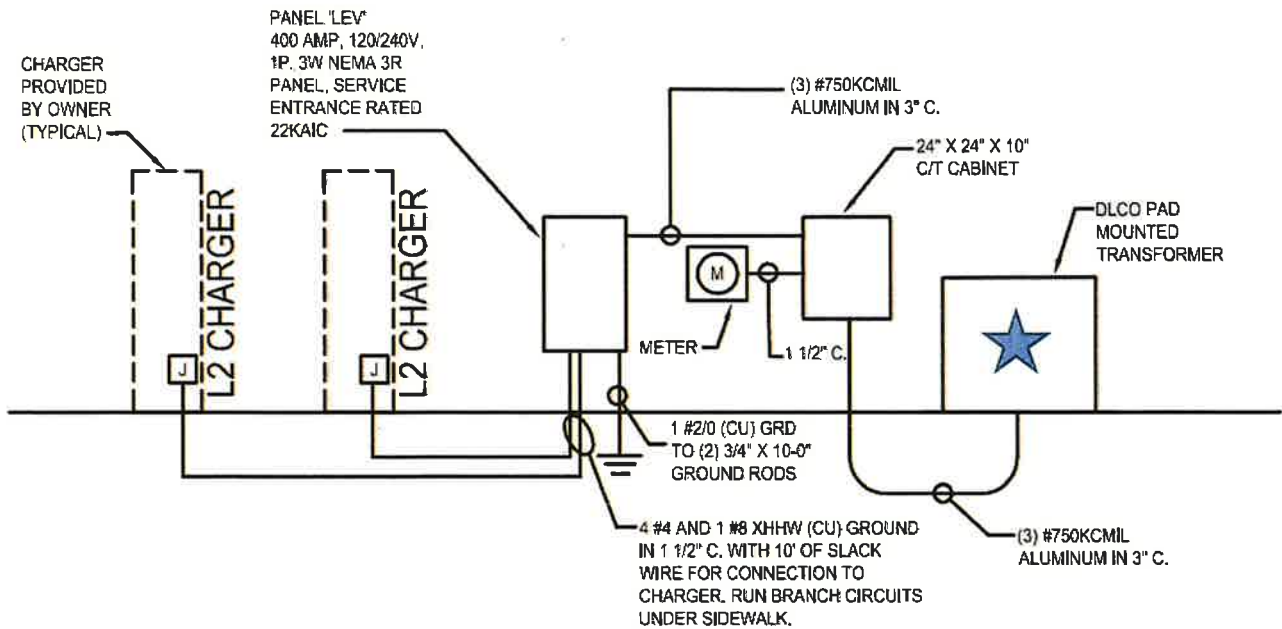 PANEL 'LEV'
400 AMP, 120/240V,
1P, 3W NEMA 3R
PANEL, SERVICE
ENTRANCE RATED
22KAIC
CHARGER
PROVIDED
BY OWNER
(TYPICAL)
(3) #750KCMIL
ALUMINUM IN 3" C.
24" X 24" X 10"
C/T CABINET
DLCO PAD
MOUNTED
TRANSFORMER
L2 CHARGER
L2 CHARGER
J
J
M
METER
1 1/2" C.
1 #2/0 (CU) GRD
TO (2) 3/4" X 10-0"
GROUND RODS
4 #4 AND 1 #8 XHHW (CU) GROUND
IN 1 1/2" C. WITH 10' OF SLACK
WIRE FOR CONNECTION TO
CHARGER. RUN BRANCH CIRCUITS
UNDER SIDEWALK.
(3) #750KCMIL
ALUMINUM IN 3" C.